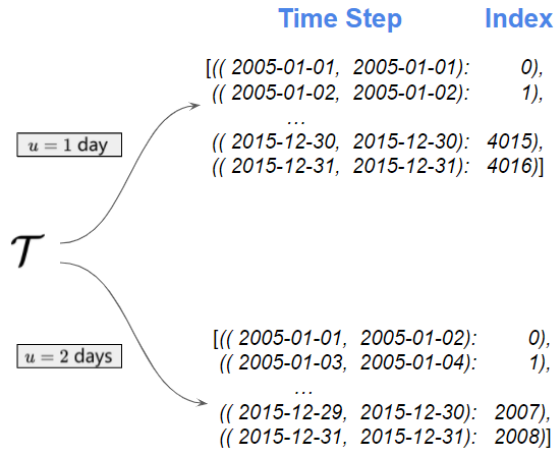 Time Step Index
[(( 2005-01-01, 2005-01-01): 0),
(( 2005-01-02, 2005-01-02): 1),
...
(( 2015-12-30, 2015-12-30): 4015),
(( 2015-12-31, 2015-12-31): 4016)]
u = 1 day
𝒯
u = 2 days
[(( 2005-01-01, 2005-01-02): 0),
(( 2005-01-03, 2005-01-04): 1),
...
(( 2015-12-29, 2015-12-30): 2007),
(( 2015-12-31, 2015-12-31): 2008)]